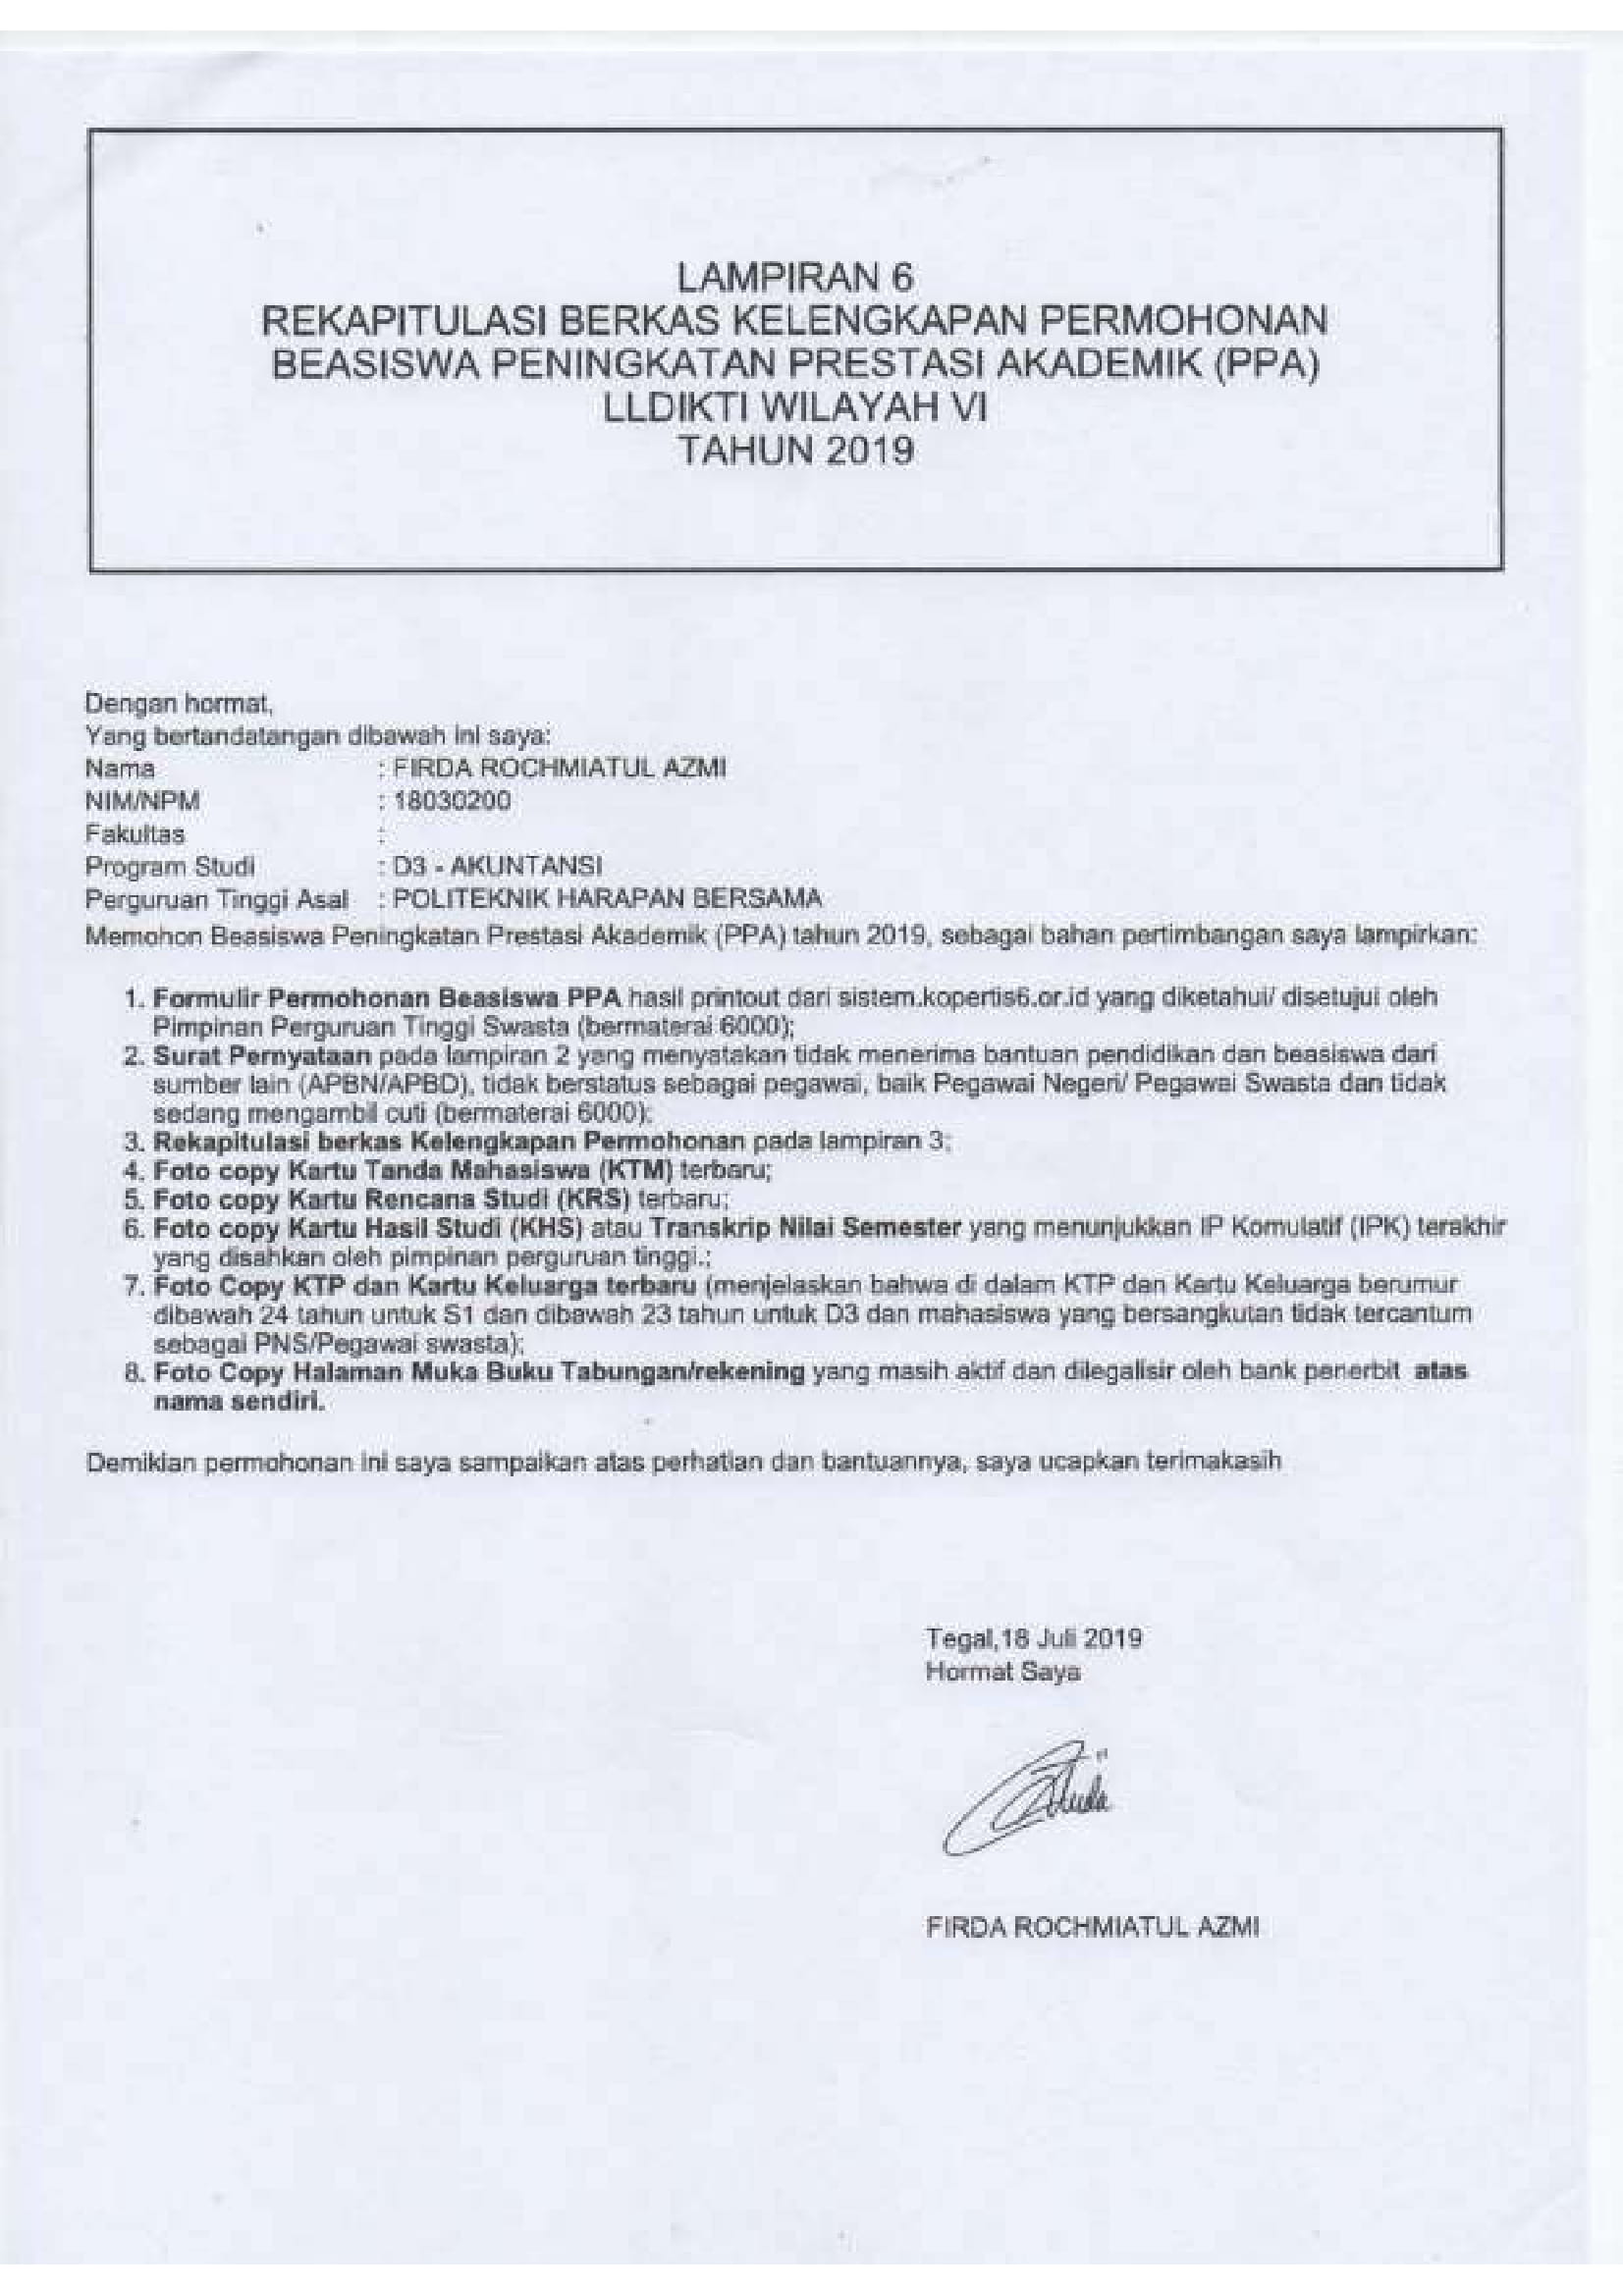 LAMPIRAN 6
REKAPITULASI BERKAS KELENGKAPAN PERMOHONAN
BEASISWA PENINGKATAN PRESTASI AKADEMIK (PPA)
LLDIKTI WILAYAH VI
TAHUN 2019
Dengan hormat,
Yang bertandatangan dibawah ini saya:
Nama : FIRDA ROCHMIATUL AZMI
NIM/NPM : 18030200
Fakultas :
Program Studi : D3 - AKUNTANSI
Perguruan Tinggi Asal : POLITEKNIK HARAPAN BERSAMA
Memohon Beasiswa Peningkatan Prestasi Akademik (PPA) tahun 2019, sebagai bahan pertimbangan saya lampirkan:
1. Formulir Permohonan Beasiswa PPA hasil printout dari sistem.kopertis6.or.id yang diketahui/ disetujui oleh
Pimpinan Perguruan Tinggi Swasta (bermaterai 6000);
2. Surat Pernyataan pada lampiran 2 yang menyatakan tidak menerima bantuan pendidikan dan beasiswa dari
sumber lain (APBN/APBD), tidak berstatus sebagai pegawai, baik Pegawai Negeri/ Pegawai Swasta dan tidak
sedang mengambil cuti (bermaterai 6000);
3. Rekapitulasi berkas Kelengkapan Permohonan pada lampiran 3;
4. Foto copy Kartu Tanda Mahasiswa (KTM) terbaru;
5. Foto copy Kartu Rencana Studi (KRS) terbaru;
6. Foto copy Kartu Hasil Studi (KHS) atau Transkrip Nilai Semester yang menunjukkan IP Komulatif (IPK) terakhir
yang disahkan oleh pimpinan perguruan tinggi.;
7. Foto Copy KTP dan Kartu Keluarga terbaru (menjelaskan bahwa di dalam KTP dan Kartu Keluarga berumur
dibawah 24 tahun untuk S1 dan dibawah 23 tahun untuk D3 dan mahasiswa yang bersangkutan tidak tercantum
sebagai PNS/Pegawai swasta);
8. Foto Copy Halaman Muka Buku Tabungan/rekening yang masih aktif dan dilegalisir oleh bank penerbit atas
nama sendiri.
Demikian permohonan ini saya sampaikan atas perhatian dan bantuannya, saya ucapkan terimakasih
Tegal,18 Juli 2019
Hormat Saya
FIRDA ROCHMIATUL AZMI